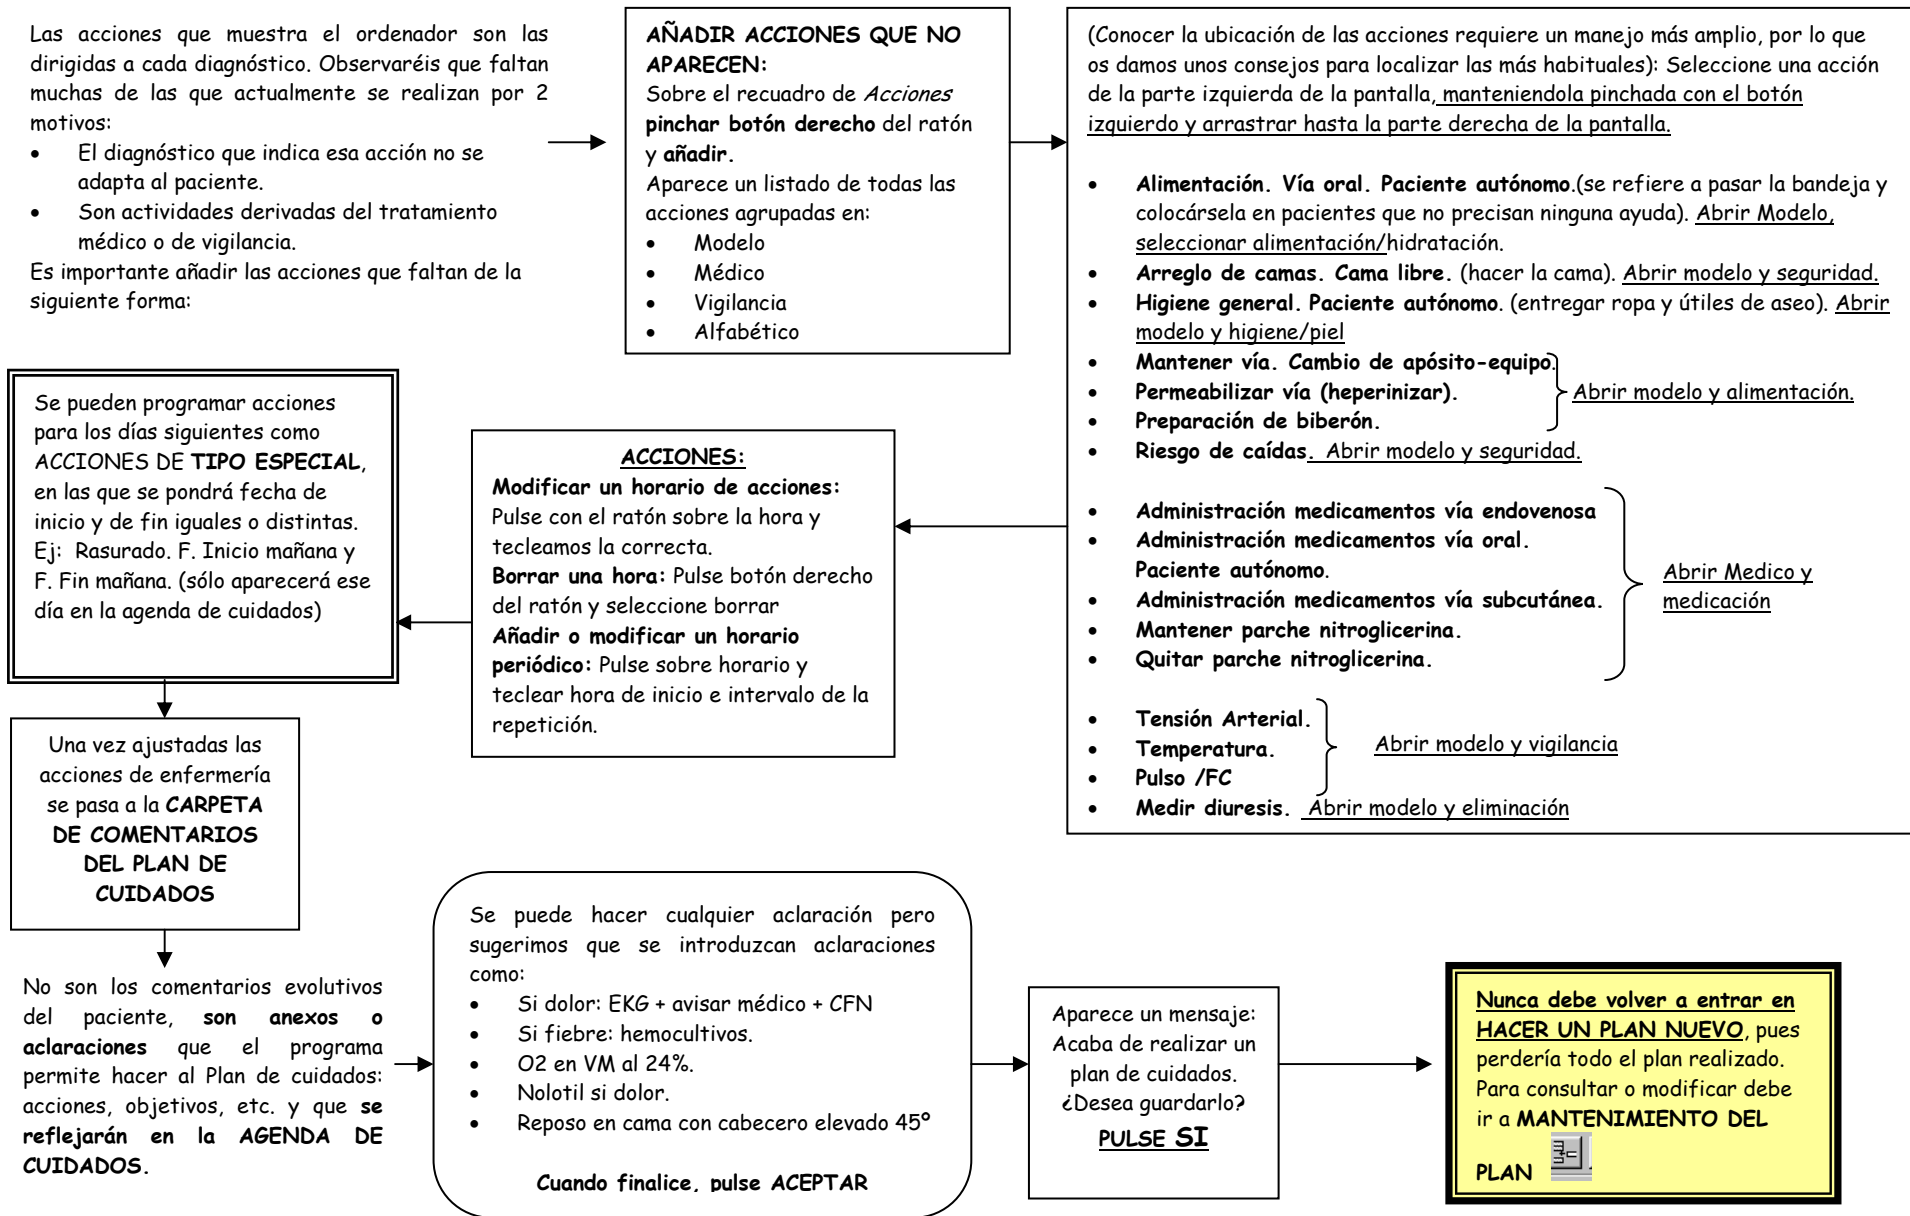 Las acciones que muestra el ordenador son las
dirigidas a cada diagnóstico. Observaréis que faltan
muchas de las que actualmente se realizan por 2
motivos:
• El diagnóstico que indica esa acción no se
adapta al paciente.
• Son actividades derivadas del tratamiento
médico o de vigilancia.
Es importante añadir las acciones que faltan de la
siguiente forma:
AÑADIR ACCIONES QUE NO
APARECEN:
Sobre el recuadro de Acciones
pinchar botón derecho del ratón
y añadir.
Aparece un listado de todas las
acciones agrupadas en:
• Modelo
• Médico
• Vigilancia
• Alfabético
(Conocer la ubicación de las acciones requiere un manejo más amplio, por lo que
os damos unos consejos para localizar las más habituales): Seleccione una acción
de la parte izquierda de la pantalla, manteniendola pinchada con el botón
izquierdo y arrastrar hasta la parte derecha de la pantalla.
• Alimentación. Vía oral. Paciente autónomo.(se refiere a pasar la bandeja y
colocársela en pacientes que no precisan ninguna ayuda). Abrir Modelo,
seleccionar alimentación/hidratación.
• Arreglo de camas. Cama libre. (hacer la cama). Abrir modelo y seguridad.
• Higiene general. Paciente autónomo. (entregar ropa y útiles de aseo). Abrir
modelo y higiene/piel
• Mantener vía. Cambio de apósito-equipo.
• Permeabilizar vía (heperinizar).
• Preparación de biberón.
Abrir modelo y alimentación.
• Riesgo de caídas. Abrir modelo y seguridad.
• Administración medicamentos vía endovenosa
• Administración medicamentos vía oral.
Paciente autónomo.
• Administración medicamentos vía subcutánea.
• Mantener parche nitroglicerina.
• Quitar parche nitroglicerina.
Abrir Medico y
medicación
• Tensión Arterial.
• Temperatura.
• Pulso /FC
Abrir modelo y vigilancia
• Medir diuresis. Abrir modelo y eliminación
ACCIONES:
Modificar un horario de acciones:
Pulse con el ratón sobre la hora y
tecleamos la correcta.
Borrar una hora: Pulse botón derecho
del ratón y seleccione borrar
Añadir o modificar un horario
periódico: Pulse sobre horario y
teclear hora de inicio e intervalo de la
repetición.
Se pueden programar acciones
para los días siguientes como
ACCIONES DE TIPO ESPECIAL,
en las que se pondrá fecha de
inicio y de fin iguales o distintas.
Ej: Rasurado. F. Inicio mañana y
F. Fin mañana. (sólo aparecerá ese
día en la agenda de cuidados)
Una vez ajustadas las
acciones de enfermería
se pasa a la CARPETA
DE COMENTARIOS
DEL PLAN DE
CUIDADOS
No son los comentarios evolutivos
del paciente, son anexos o
aclaraciones que el programa
permite hacer al Plan de cuidados:
acciones, objetivos, etc. y que se
reflejarán en la AGENDA DE
CUIDADOS.
Se puede hacer cualquier aclaración pero
sugerimos que se introduzcan aclaraciones
como:
• Si dolor: EKG + avisar médico + CFN
• Si fiebre: hemocultivos.
• O2 en VM al 24%.
• Nolotil si dolor.
• Reposo en cama con cabecero elevado 45º
Cuando finalice, pulse ACEPTAR
Aparece un mensaje:
Acaba de realizar un
plan de cuidados.
¿Desea guardarlo?
PULSE SI
Nunca debe volver a entrar en
HACER UN PLAN NUEVO, pues
perdería todo el plan realizado.
Para consultar o modificar debe
ir a MANTENIMIENTO DEL
PLAN